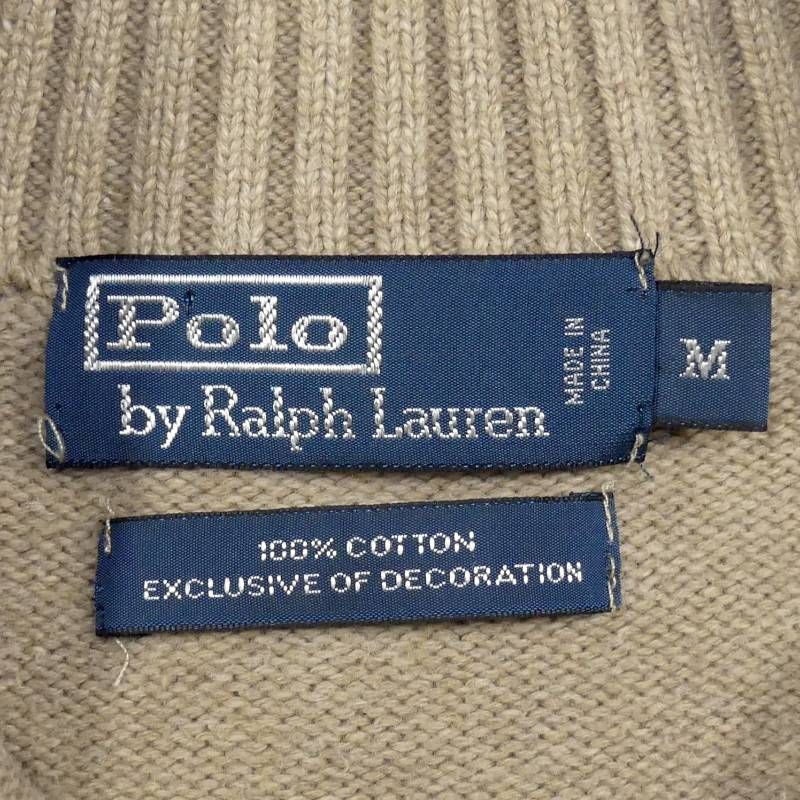 Polo
by Ralph Lauren
MADE IN
CHINA
M
100% COTTON
EXCLUSIVE OF DECORATION